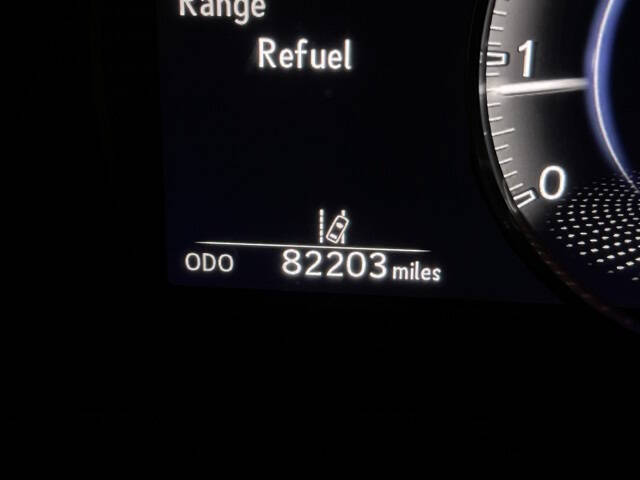 Range
Refuel
1
0
ODO 82203 miles